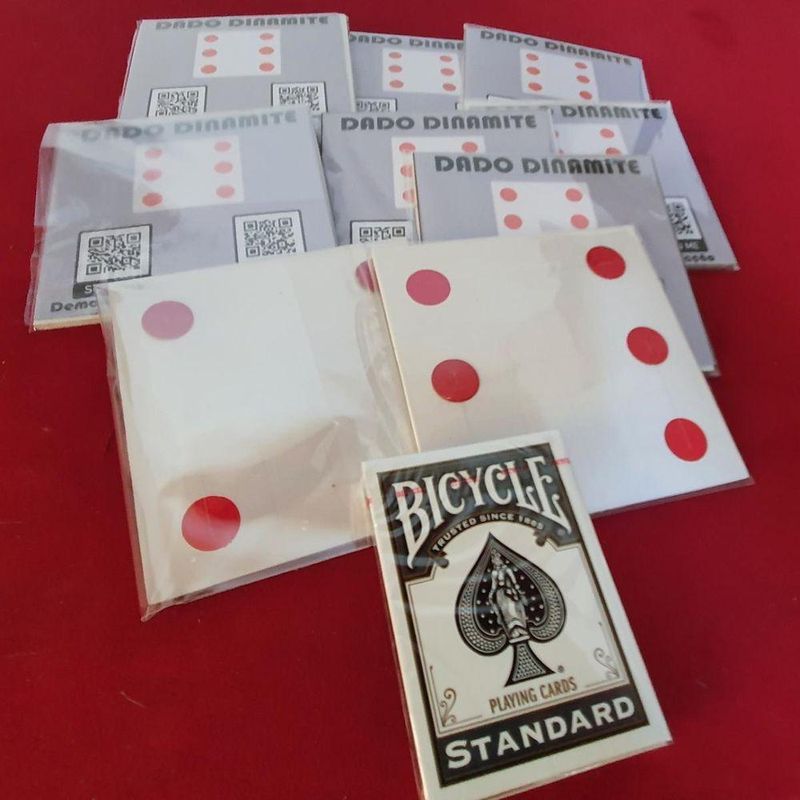 DADO DINAMITE
DADO DINAMITE
DADO DINAMITE
DADO DINAMITE
DADO DINAMITE
DINAMITE
DADO DINAMITE
ME
BICYCLE
TRUSTED SINCE 1885
®
PLAYING CARDS
STANDARD